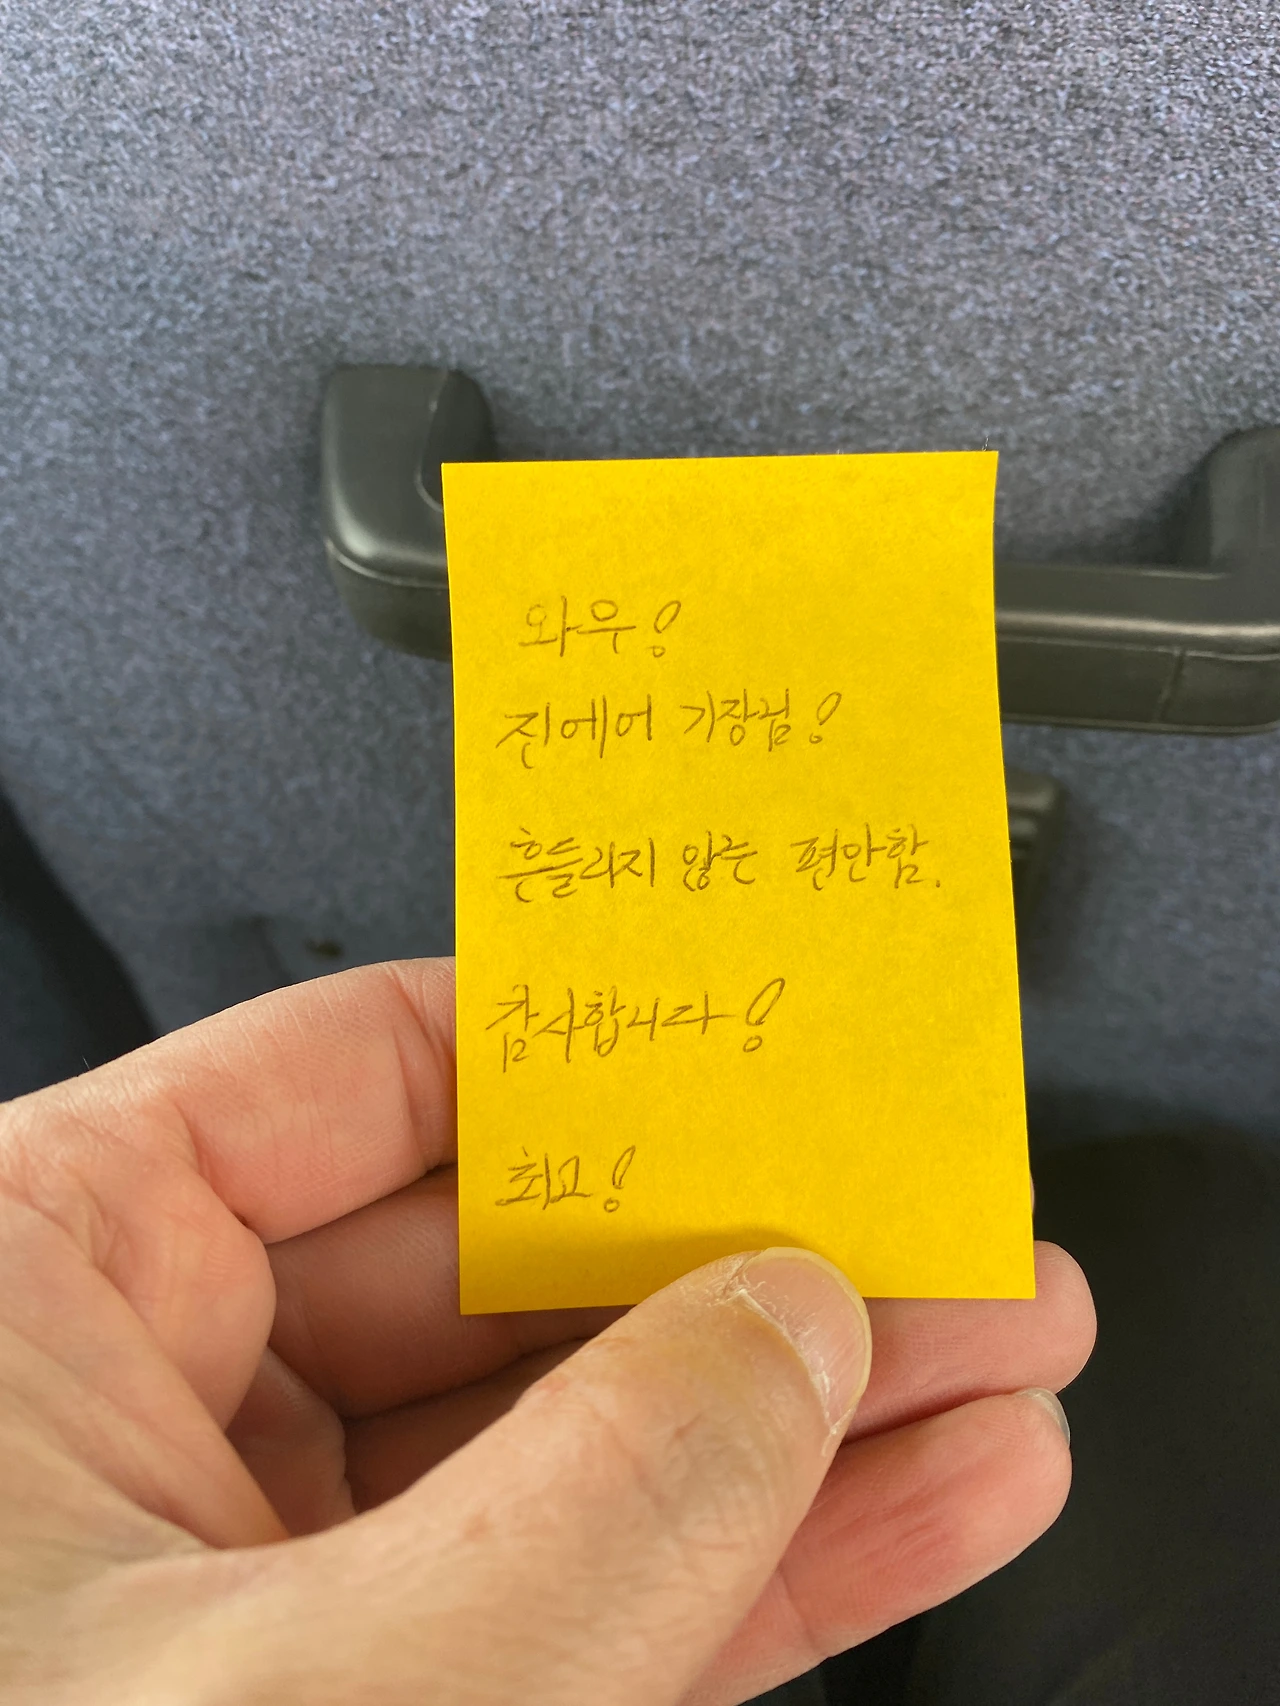 와우!
진에어 기장님!
흔들리지 않는 편안함.
감사합니다!
최고!